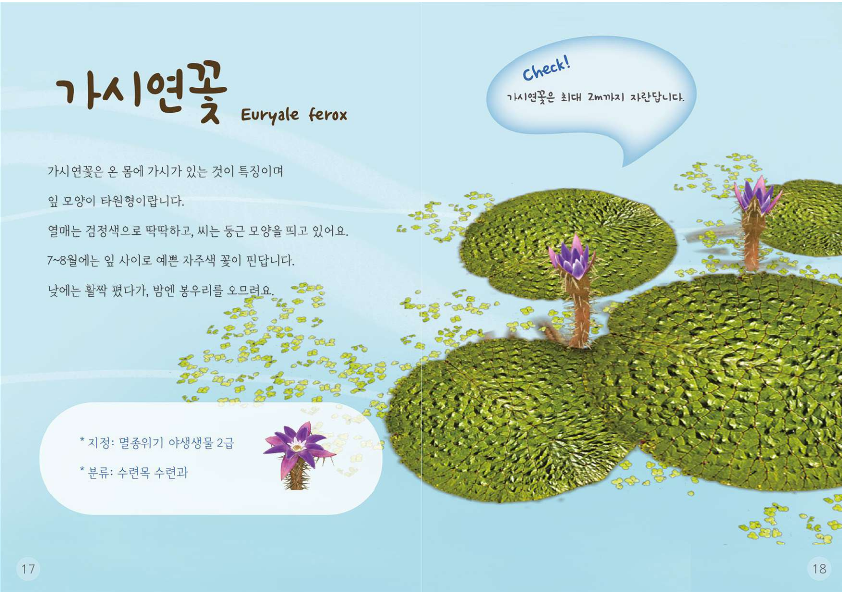 가시연꽃
Euryale ferox
가시연꽃은 온 몸에 가시가 있는 것이 특징이며
잎 모양이 타원형이랍니다.
열매는 검정색으로 딱딱하고, 씨는 둥근 모양을 띄고 있어요.
7~8월에는 잎 사이로 예쁜 자주색 꽃이 핀답니다.
낮에는 활짝 폈다가, 밤엔 봉우리를 오므려요.
* 지정: 멸종위기 야생생물 2급
* 분류: 수련목 수련과
17
Check!
가시연꽃은 최대 2m까지 자란답니다.
18